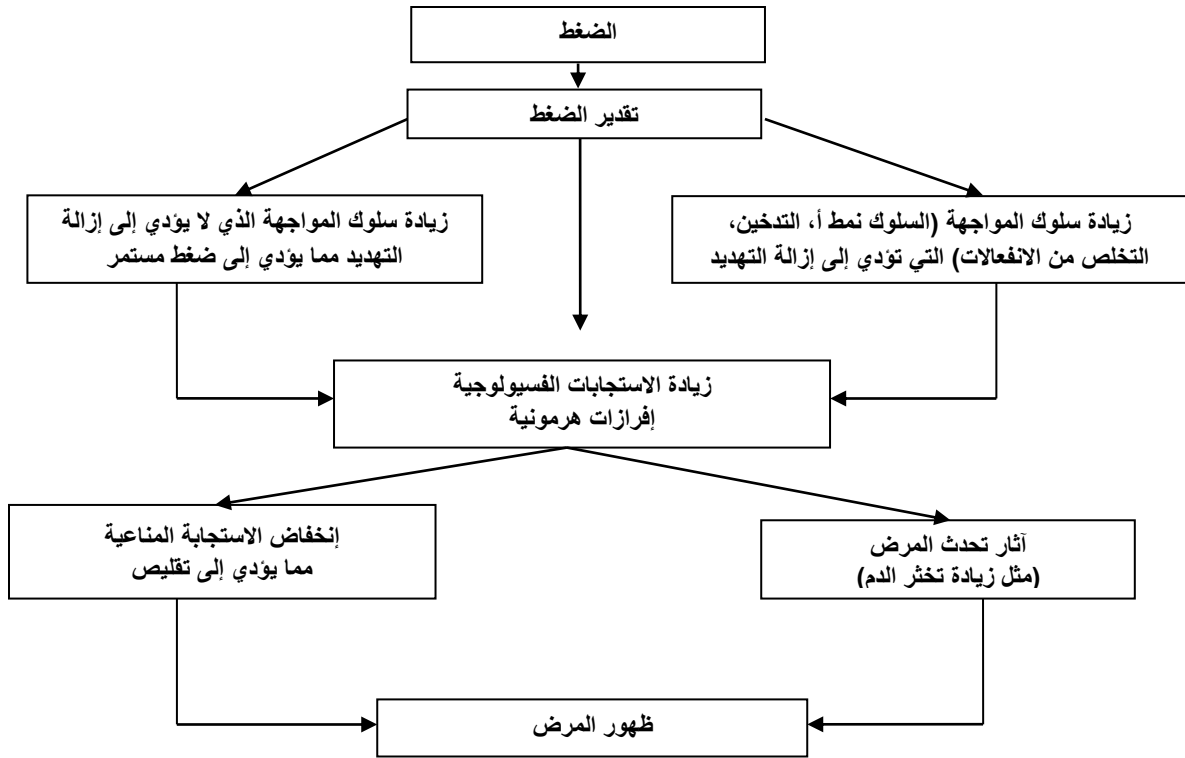 الضغط
تقدير الضغط
زيادة سلوك المواجهة (السلوك نمط أ، التدخين،
التخلص من الانفعالات) التي تؤدي إلى إزالة التهديد
زيادة سلوك المواجهة الذي لا يؤدي إلى إزالة
التهديد مما يؤدي إلى ضغط مستمر
زيادة الاستجابات الفسيولوجية
إفرازات هرمونية
آثار تحدث المرض
(مثل زيادة تخثر الدم)
إنخفاض الاستجابة المناعية
مما يؤدي إلى تقليص
ظهور المرض